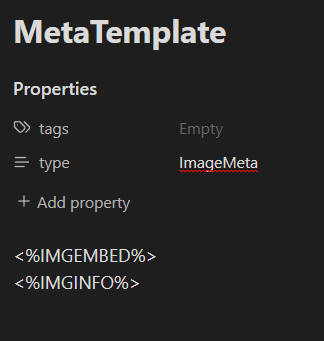 MetaTemplate
Properties
tags Empty
type ImageMeta
+ Add property
<%IMGEMBED%>
<%IMGINFO%>